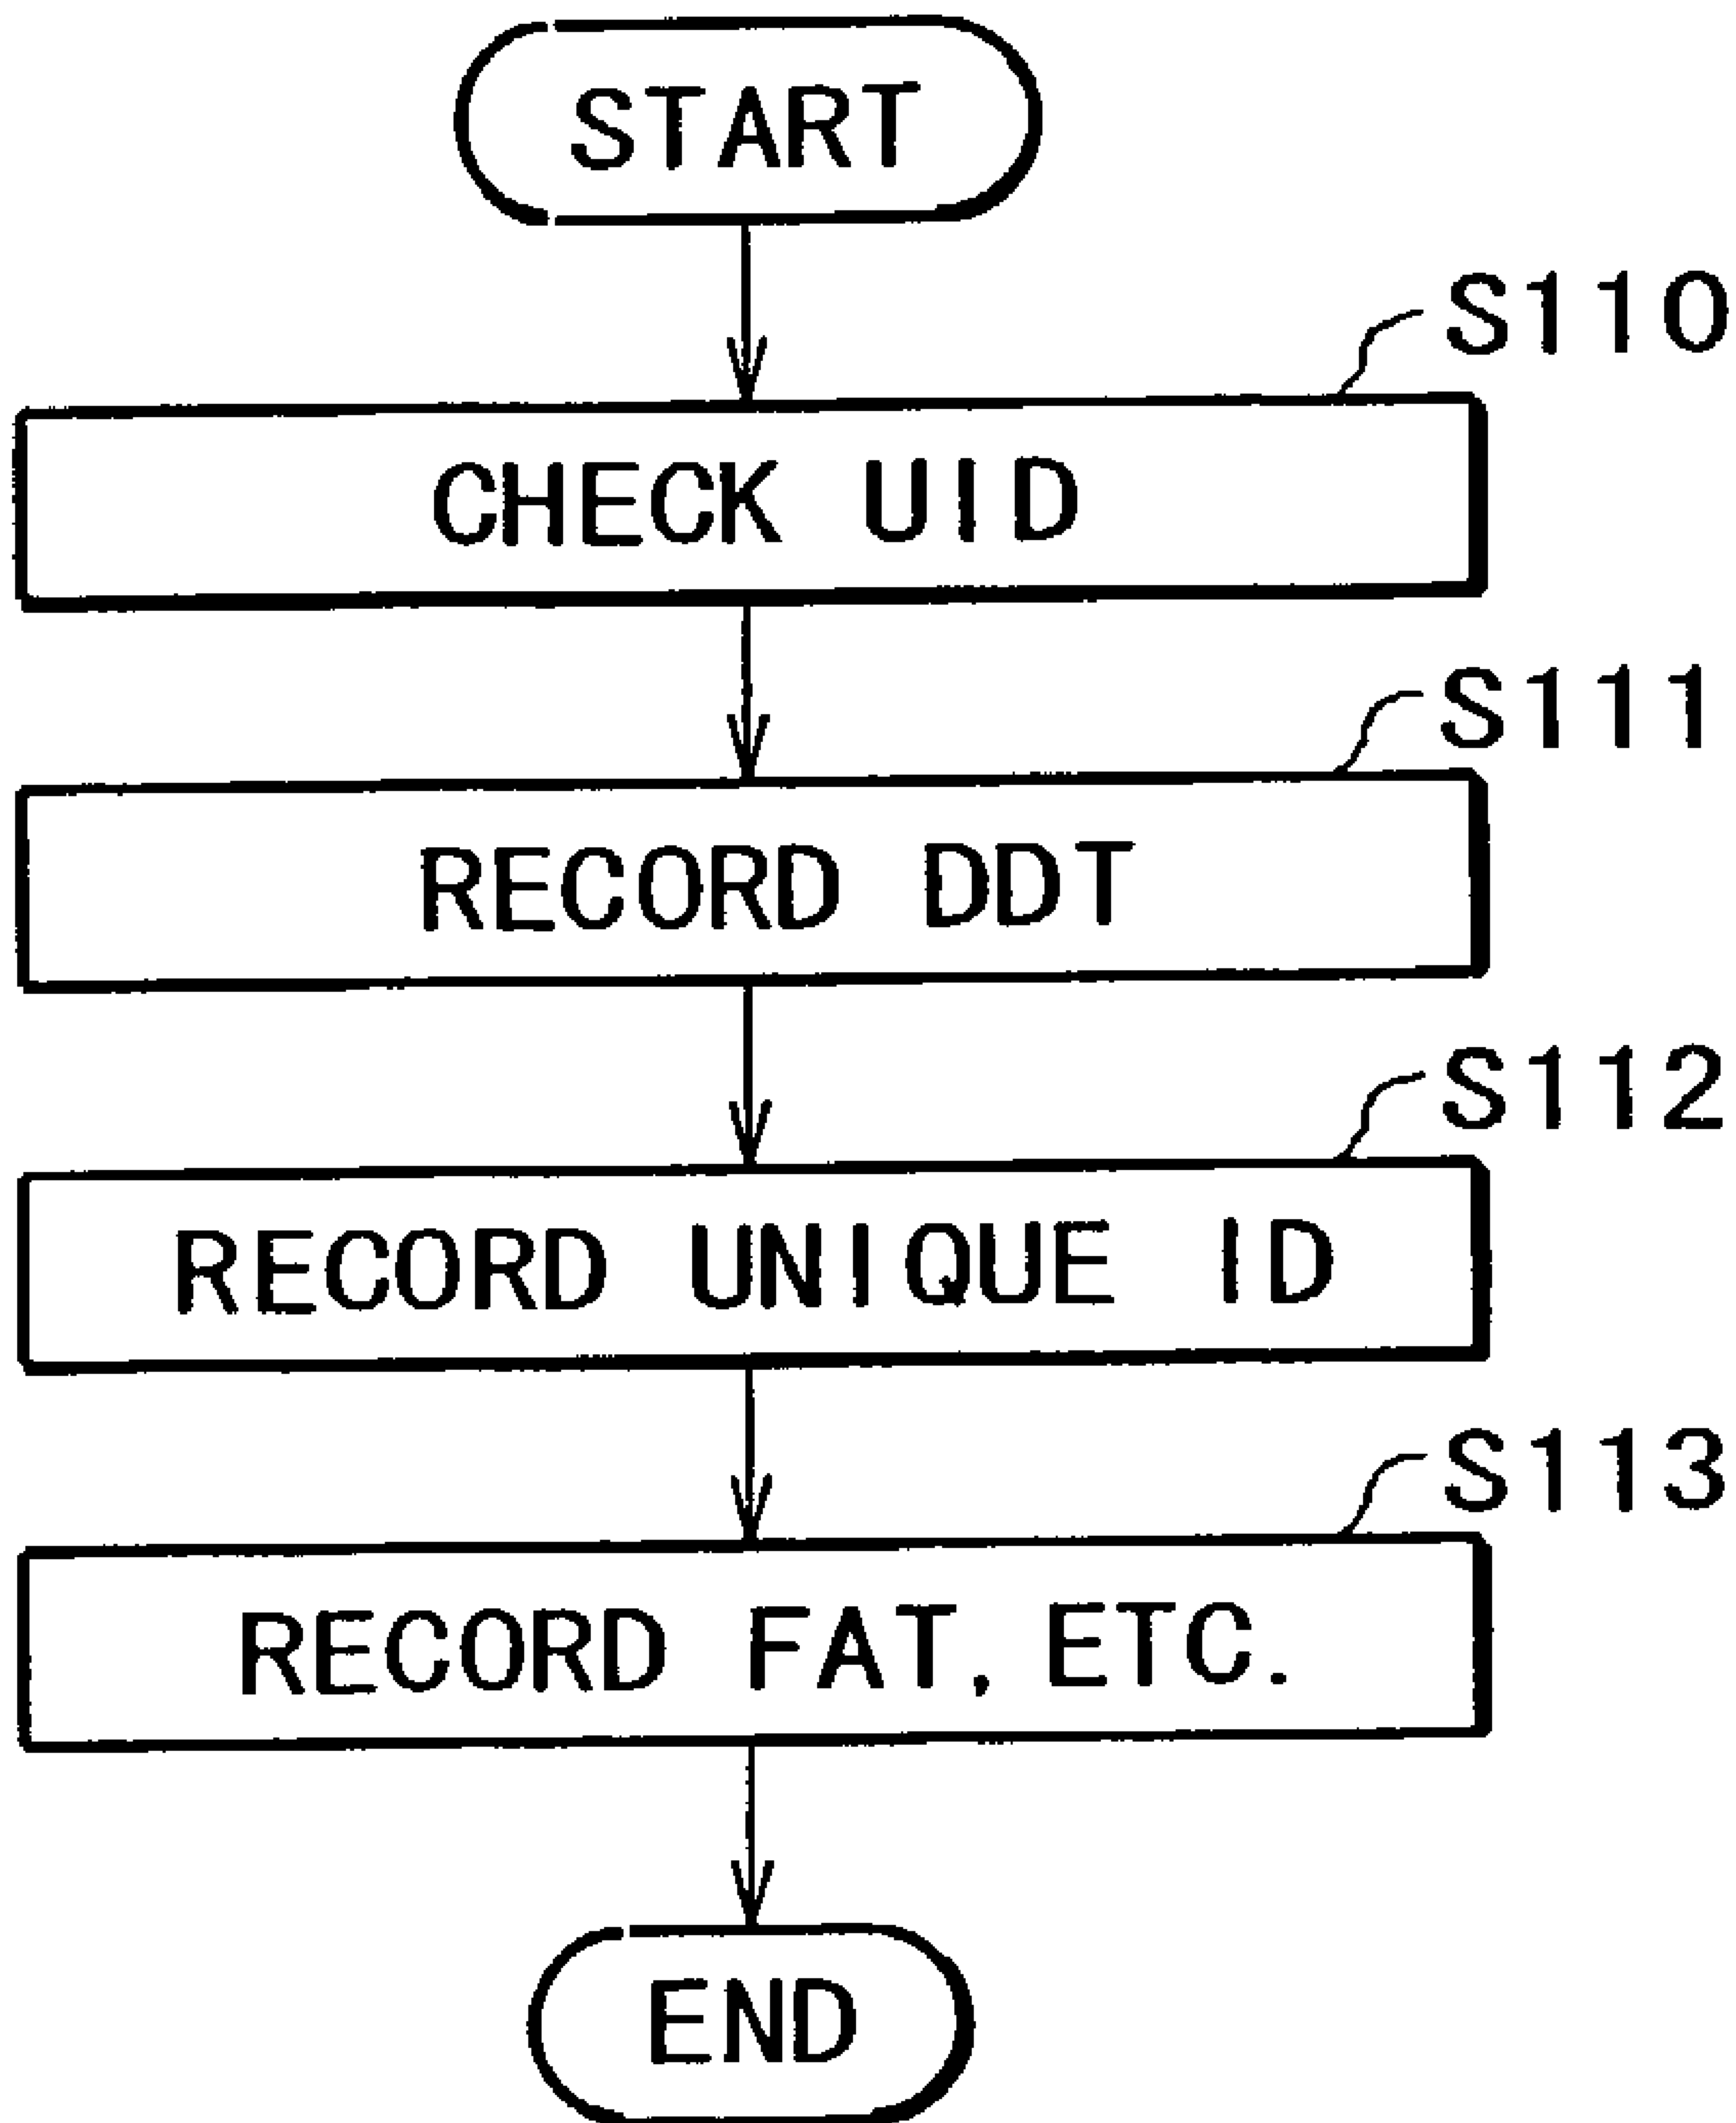 START
S110
CHECK UID
S111
RECORD DDT
S112
RECORD UNIQUE ID
S113
RECORD FAT, ETC.
END